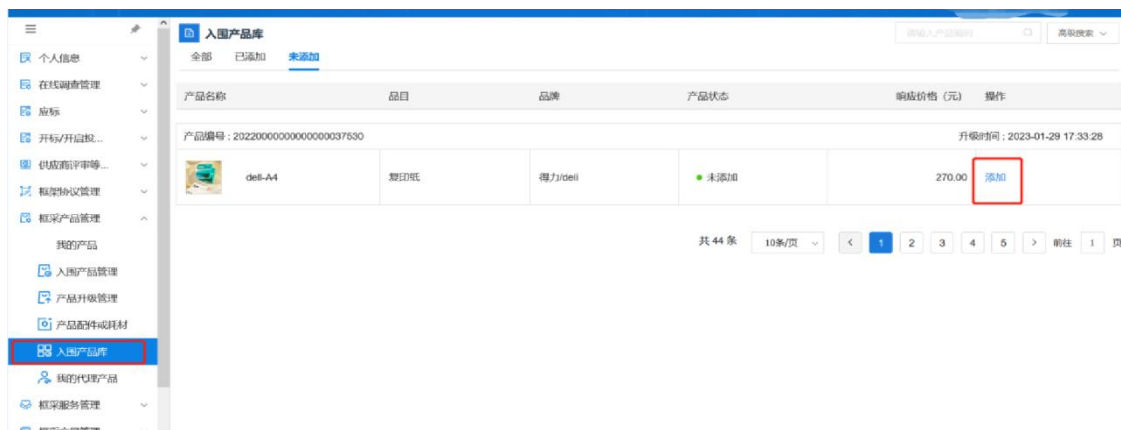 入围产品库
请输入产品编码
高级搜索
全部 已添加 未添加
个人信息
在线调查管理
应标
开标/开启投...
供应商评审等...
框架协议管理
框采产品管理
我的产品
入围产品管理
产品升级管理
产品配件或耗材
入围产品库
我的代理产品
框采服务管理
产品名称 品目 品牌 产品状态 响应价格（元） 操作
产品编号：20220000000000000037530 升级时间：2023-01-29 17:33:28
dell-A4 复印纸 得力/deli 未添加 270.00 添加
共 44 条 10条/页 < 1 2 3 4 5 > 前往 1 页